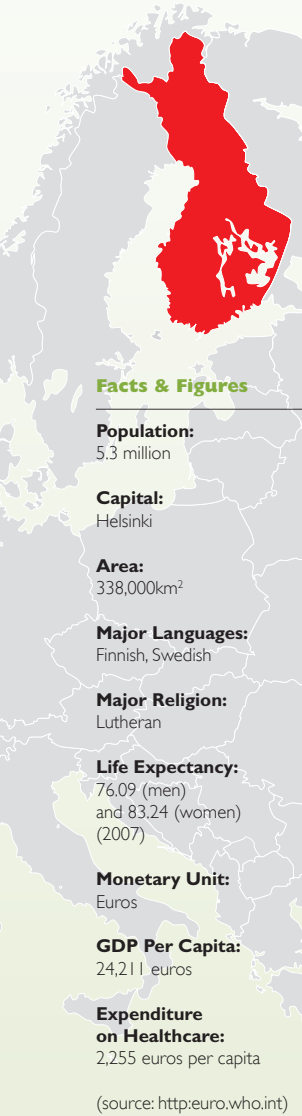 Facts & Figures
Population:
5.3 million
Capital:
Helsinki
Area:
338,000km²
Major Languages:
Finnish, Swedish
Major Religion:
Lutheran
Life Expectancy:
76.09 (men)
and 83.24 (women)
(2007)
Monetary Unit:
Euros
GDP Per Capita:
24,211 euros
Expenditure
on Healthcare:
2,255 euros per capita
(source: http:euro.who.int)